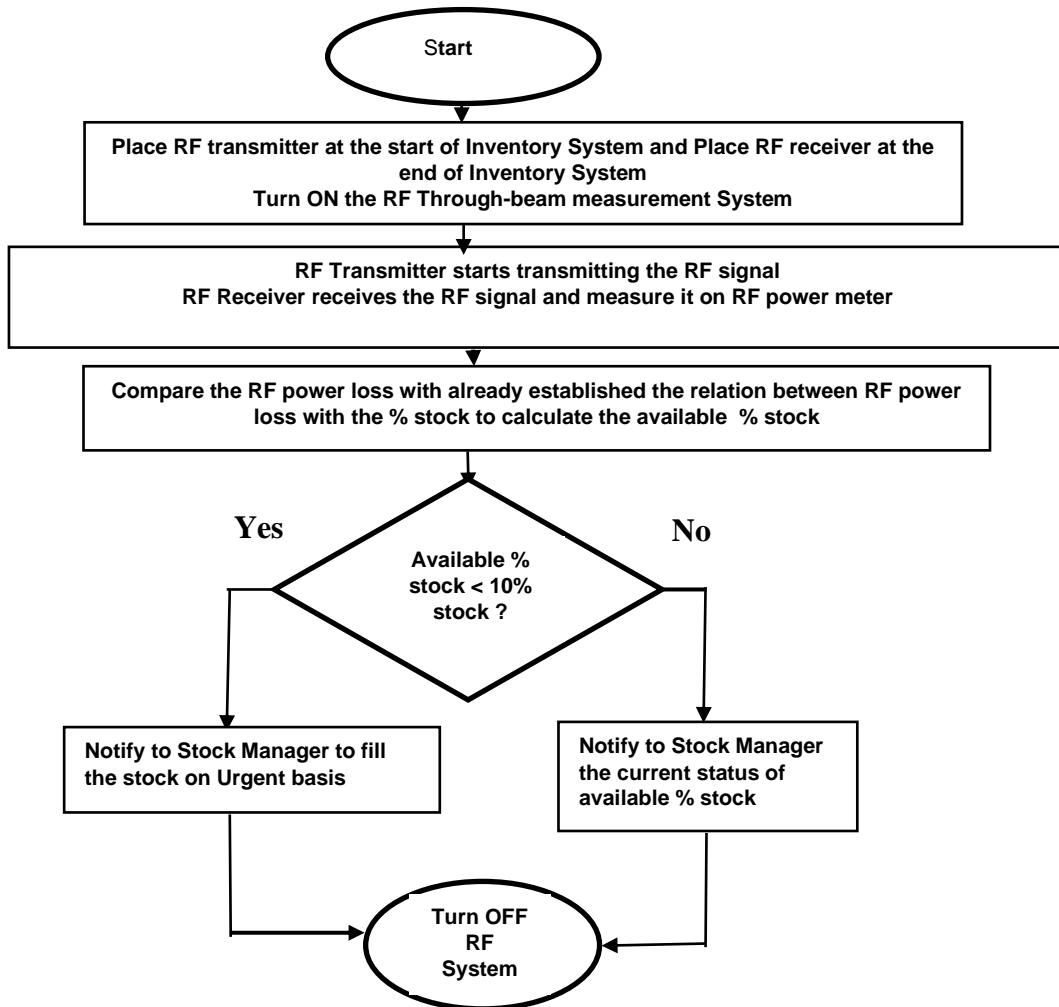 Start
Place RF transmitter at the start of Inventory System and Place RF receiver at the
end of Inventory System
Turn ON the RF Through-beam measurement System
RF Transmitter starts transmitting the RF signal
RF Receiver receives the RF signal and measure it on RF power meter
Compare the RF power loss with already established the relation between RF power
loss with the % stock to calculate the available % stock
Yes
No
Available %
stock < 10%
stock ?
Notify to Stock Manager to fill
the stock on Urgent basis
Notify to Stock Manager
the current status of
available % stock
Turn OFF
RF
System